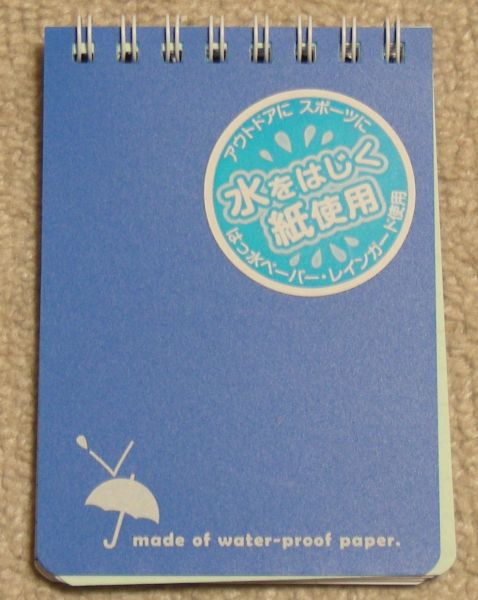 アウトドアに スポーツに
水をはじく
紙使用
はっ水ペーパー・レインガード使用
made of water-proof paper.